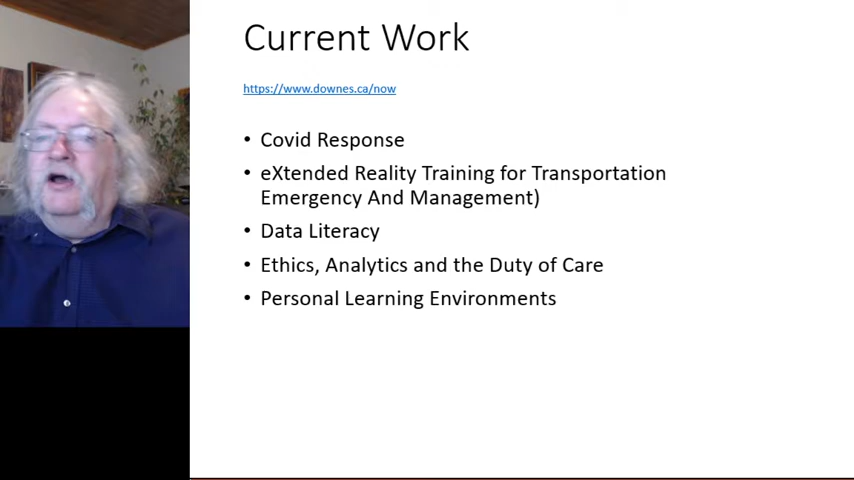 Current Work
https://www.downes.ca/now
• Covid Response
• eXtended Reality Training for Transportation
Emergency And Management)
• Data Literacy
• Ethics, Analytics and the Duty of Care
• Personal Learning Environments